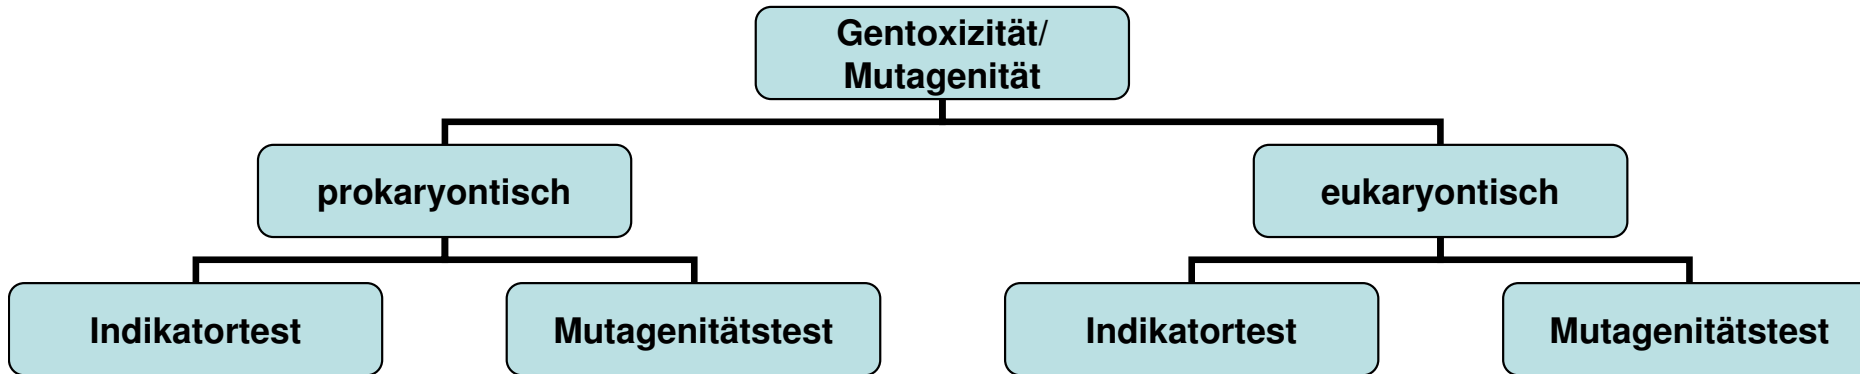 Gentoxizität/
Mutagenität
prokaryontisch
eukaryontisch
Indikatortest
Mutagenitätstest
Indikatortest
Mutagenitätstest